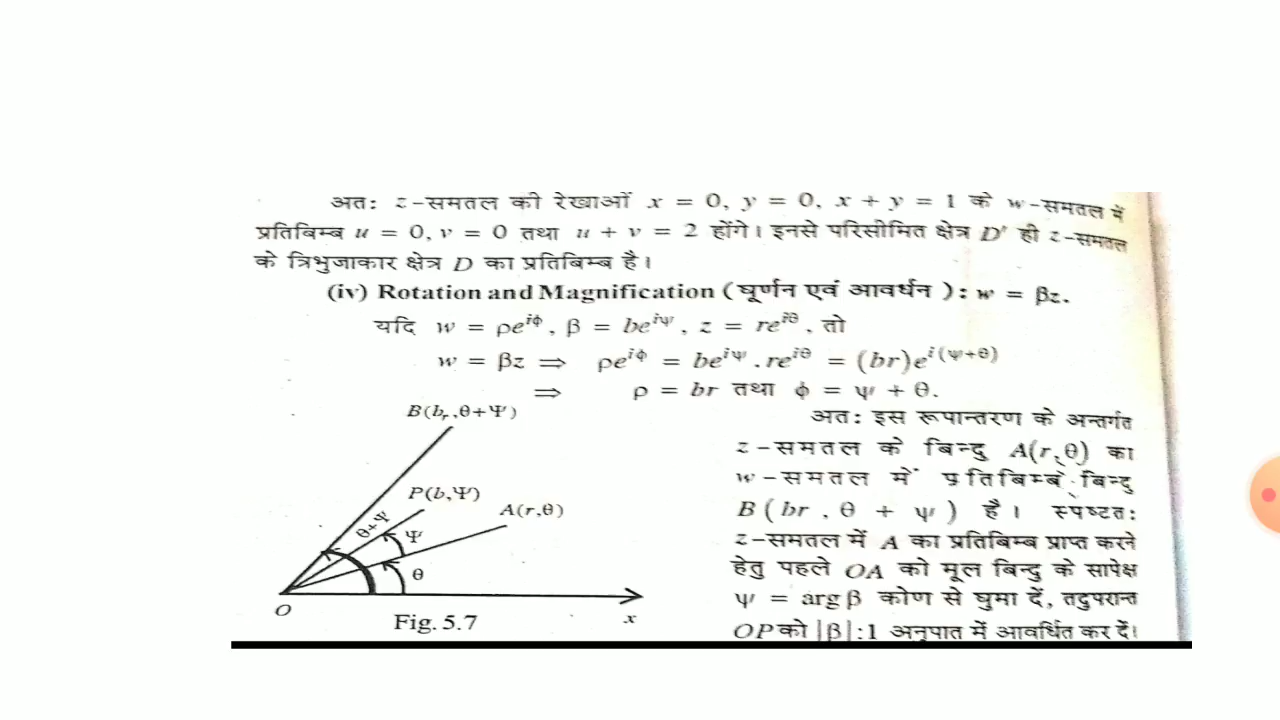 अतः z-समतल की रेखाओं x = 0, y = 0, x + y = 1 के w-समतल में
प्रतिबिम्ब u = 0, v = 0 तथा u + v = 2 होंगे। इनसे परिसीमित क्षेत्र D′ ही z-समतल
के त्रिभुजाकार क्षेत्र D का प्रतिबिम्ब है।
(iv) Rotation and Magnification (घूर्णन एवं आवर्धन): w = βz.
यदि w = ρe^{iϕ}, β = be^{iψ}, z = re^{iθ}, तो
w = βz ⇒ ρe^{iϕ} = be^{iψ}.re^{iθ} = (br)e^{i(ψ+θ)}
⇒ ρ = br तथा ϕ = ψ + θ.
B(b_r,θ+Ψ)
P(b,Ψ)
A(r,θ)
θ+Ψ
Ψ
θ
O
x
Fig. 5.7
अतः इस रूपान्तरण के अन्तर्गत
z-समतल के बिन्दु A(r,θ) का
w-समतल में प्रतिबिम्ब बिन्दु
B(br, θ + ψ) है। स्पष्टतः
z-समतल में A का प्रतिबिम्ब प्राप्त करने
हेतु पहले OA को मूल बिन्दु के सापेक्ष
ψ = arg β कोण से घुमा दें, तदुपरान्त
OP को |β|:1 अनुपात में आवर्धित कर दें।